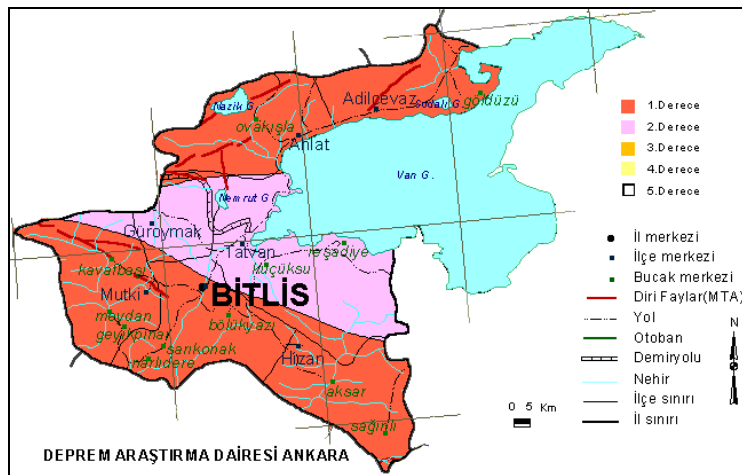 Nazik G.
ovakışla
Adilcevaz
Sodalı G.
göldüzü
Ahlat
Van G.
Nemrut G.
Güroymak
Tatvan
reşadiye
kavakbaşı
küçüksu
Mutki
BİTLİS
meydan
geyikpınar
bölükyazı
sarıkonak
narlıdere
Hizan
aksar
sağınlı
1.Derece
2.Derece
3.Derece
4.Derece
5.Derece
İl merkezi
İlçe merkezi
Bucak merkezi
Diri Faylar(MTA)
Yol
Otoban
Demiryolu
Nehir
İlçe sınırı
İl sınırı
N
0 5 Km
DEPREM ARAŞTIRMA DAİRESİ ANKARA